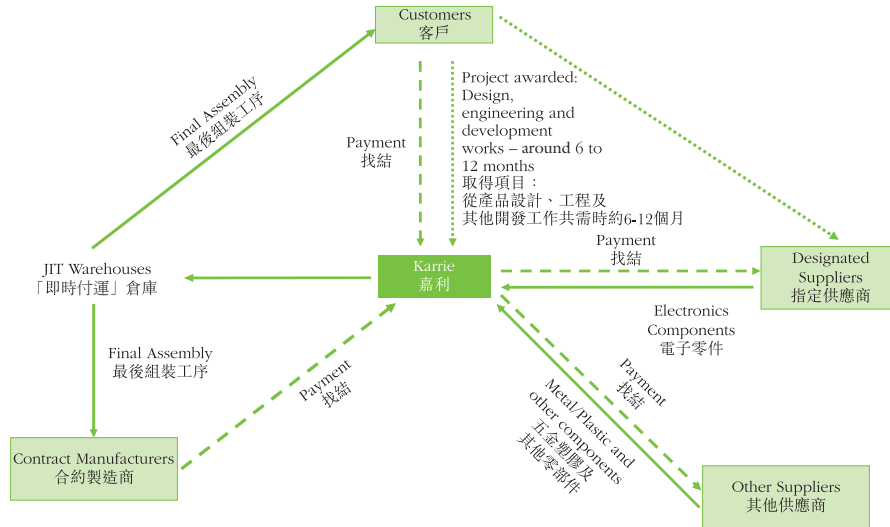 Customers
客戶
Final Assembly
最後組裝工序
Payment
找結
Project awarded:
Design,
engineering and
development
works – around 6 to
12 months
取得項目：
從產品設計、工程及
其他開發工作共需時約6-12個月
JIT Warehouses
「即時付運」倉庫
Karrie
嘉利
Payment
找結
Designated
Suppliers
指定供應商
Electronics
Components
電子零件
Final Assembly
最後組裝工序
Payment
找結
Payment
找結
Metal/Plastic and
other components
五金塑膠及
其他零部件
Contract Manufacturers
合約製造商
Other Suppliers
其他供應商